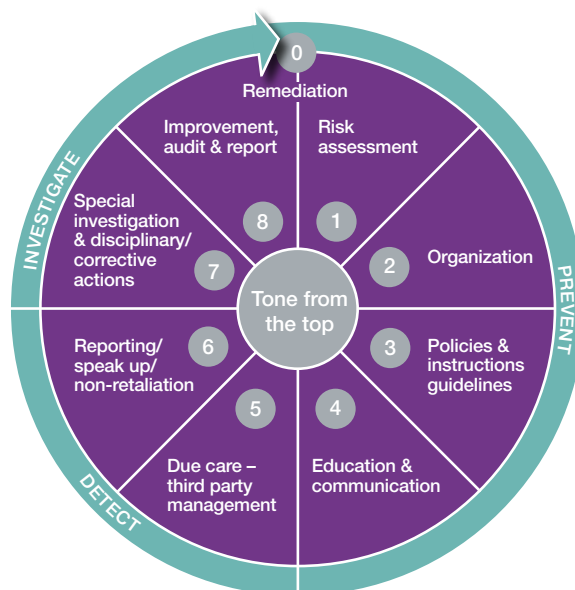 0
Remediation
Risk
assessment
1
Organization
2
Policies &
instructions
guidelines
3
Education &
communication
4
Due care –
third party
management
5
Reporting/
speak up/
non-retaliation
6
Special
investigation
& disciplinary/
corrective
actions
7
Improvement,
audit & report
8
Tone from
the top
PREVENT
DETECT
INVESTIGATE